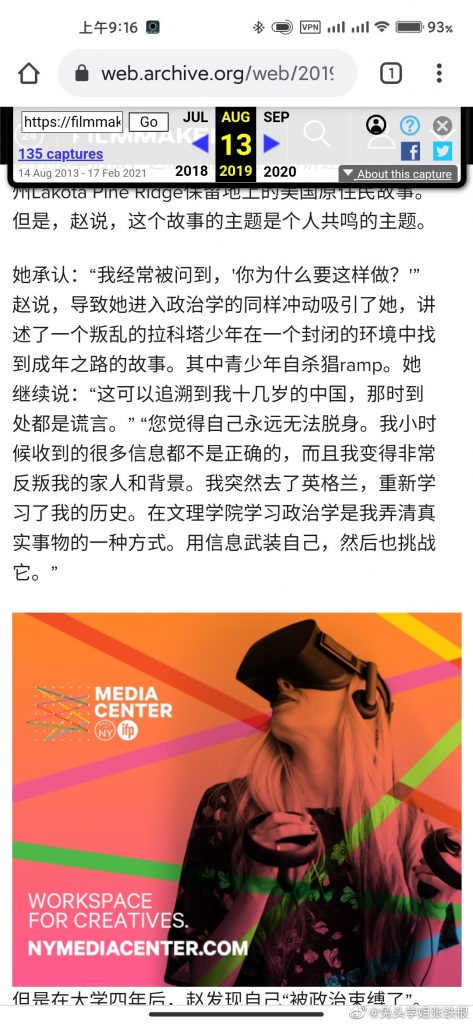 上午9:16
VPN
93%
web.archive.org/web/2019
1
https://filmmak
Go
JUL
AUG
SEP
135 captures
13
14 Aug 2013 - 17 Feb 2021
2018
2019
2020
About this capture
州Lakota Pine Ridge保留地上的美国原住民故事。
但是，赵说，这个故事的主题是个人共鸣的主题。
她承认：“我经常被问到，'你为什么要这样做？'”
赵说，导致她进入政治学的同样冲动吸引了她，讲
述了一个叛乱的拉科塔少年在一个封闭的环境中找
到成年之路的故事。其中青少年自杀猖ramp。她
继续说：“这可以追溯到我十几岁的中国，那时到
处都是谎言。” “您觉得自己永远无法脱身。我小时
候收到的很多信息都不是正确的，而且我变得非常
反叛我的家人和背景。我突然去了英格兰，重新学
习了我的历史。在文理学院学习政治学是我弄清真
实事物的一种方式。用信息武装自己，然后也挑战
它。”
MEDIA
CENTER
NY
ifp
WORKSPACE
FOR CREATIVES.
NYMEDIACENTER.COM
但是在大学四年后，赵发现自己“被政治束缚了”。